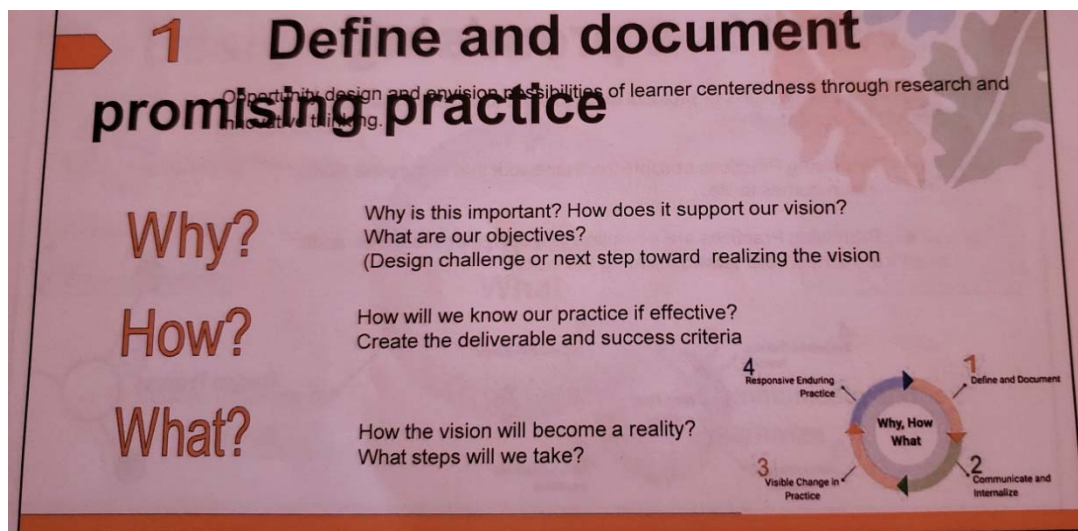 1 Define and document
promising practice
Opportunity design and envision possibilities of learner centeredness through research and
innovative thinking.
Why?
Why is this important? How does it support our vision?
What are our objectives?
(Design challenge or next step toward realizing the vision
How?
How will we know our practice if effective?
Create the deliverable and success criteria
What?
How the vision will become a reality?
What steps will we take?
4
Responsive Enduring
Practice
1
Define and Document
Why, How
What
3
Visible Change in
Practice
2
Communicate and
Internalize